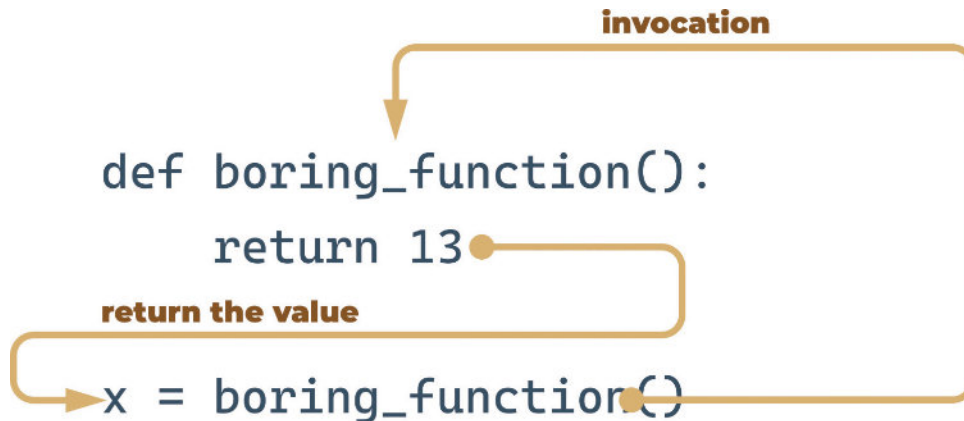 invocation
def boring_function():
return 13
return the value
x = boring_function()